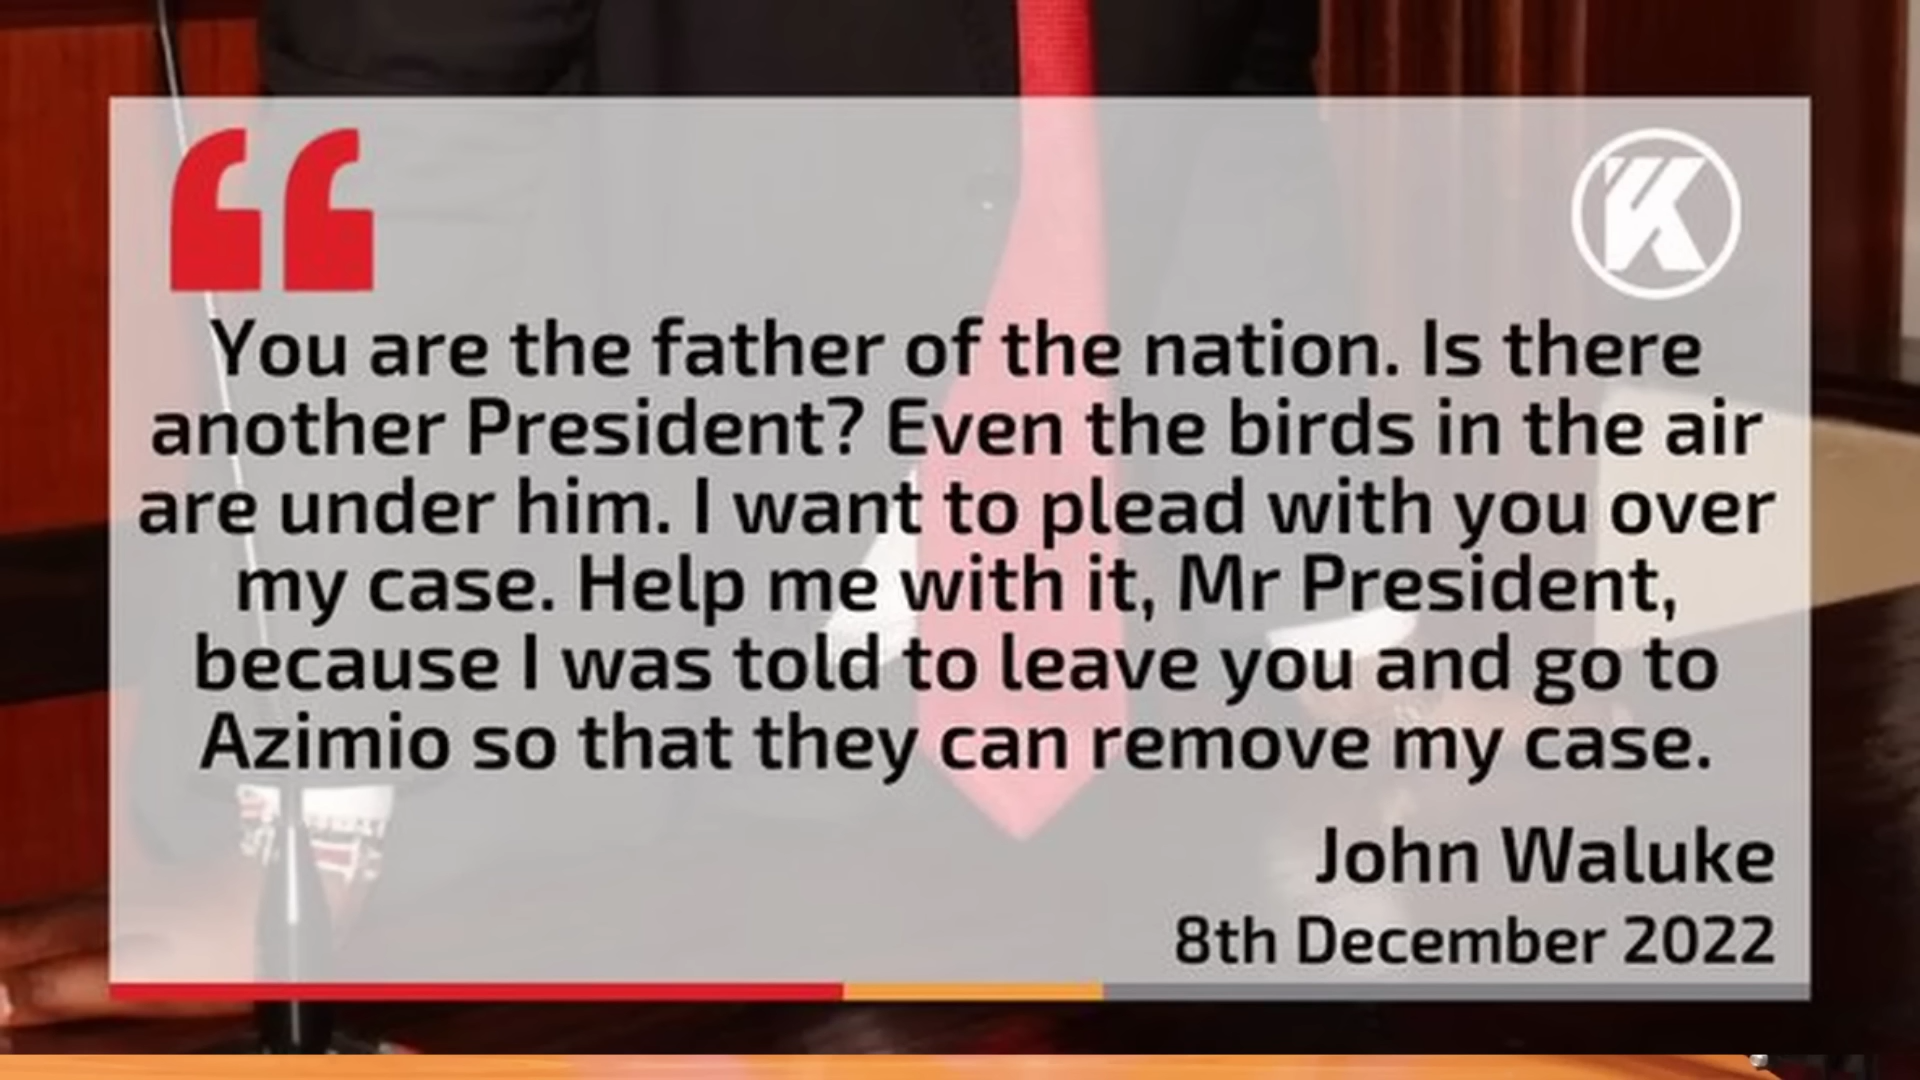 You are the father of the nation. Is there
another President? Even the birds in the air
are under him. I want to plead with you over
my case. Help me with it, Mr President,
because I was told to leave you and go to
Azimio so that they can remove my case.
John Waluke
8th December 2022